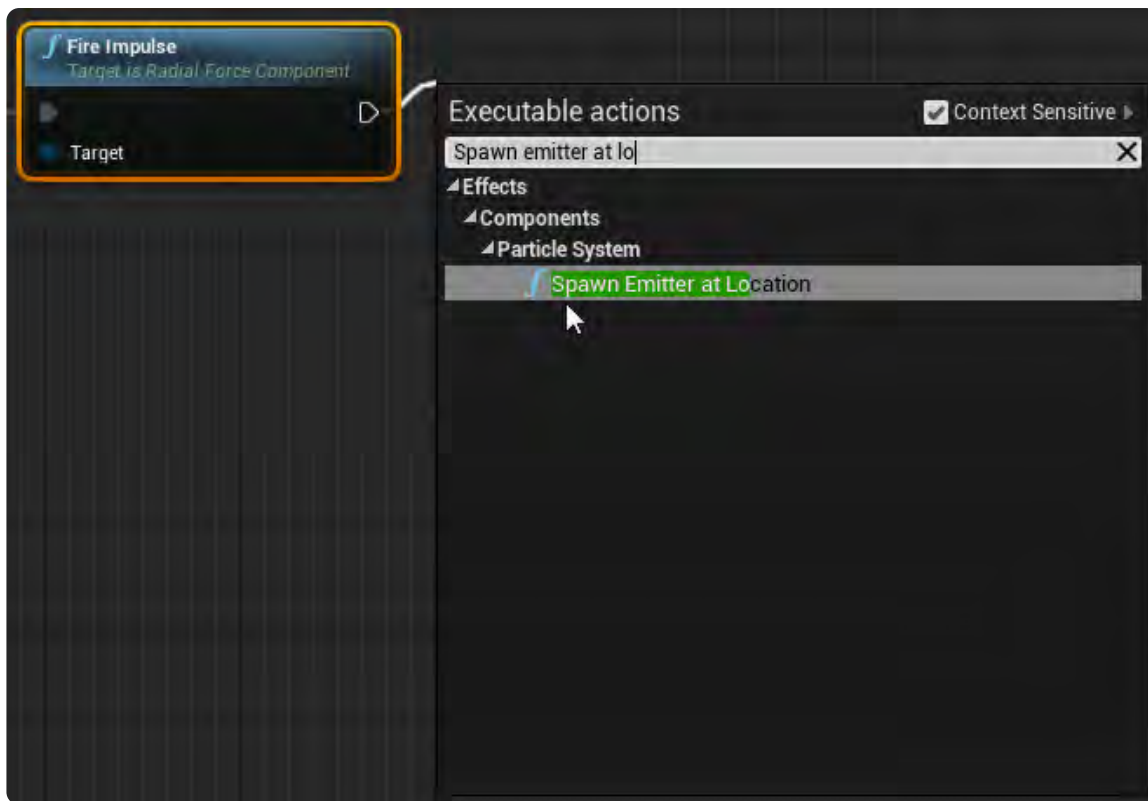 Fire Impulse
Target is Radial Force Component
Target
Executable actions
Context Sensitive
Spawn emitter at lo
Effects
Components
Particle System
Spawn Emitter at Location